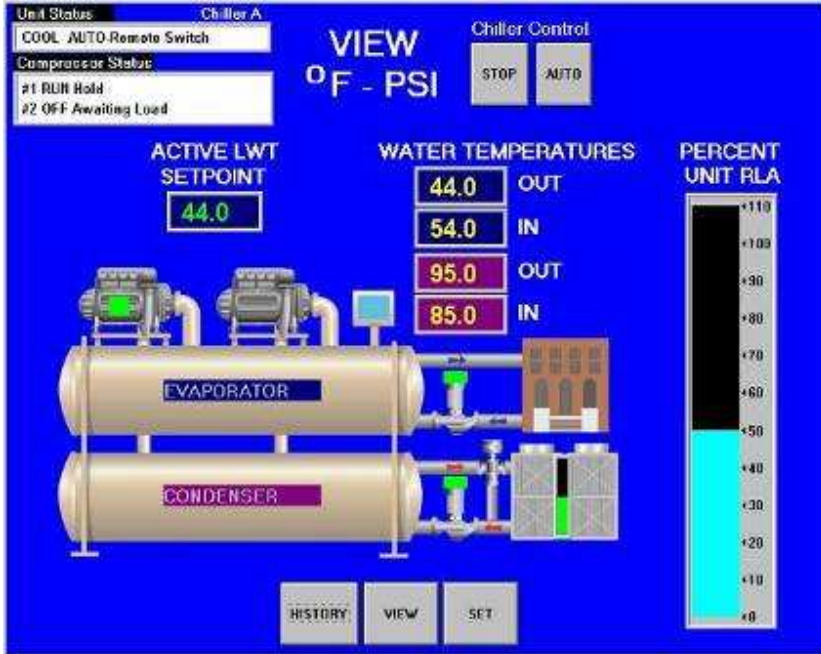 Unit Status Chiller A
COOL AUTO-Remote Switch
Compressor Status
#1 RUN Hold
#2 OFF Awaiting Load
VIEW
ºF - PSI
Chiller Control
STOP AUTO
ACTIVE LWT
SETPOINT
44.0
WATER TEMPERATURES
44.0 OUT
54.0 IN
95.0 OUT
85.0 IN
PERCENT
UNIT RLA
+110
+100
+90
+80
+70
+60
+50
+40
+30
+20
+10
+0
EVAPORATOR
CONDENSER
HISTORY VIEW SET